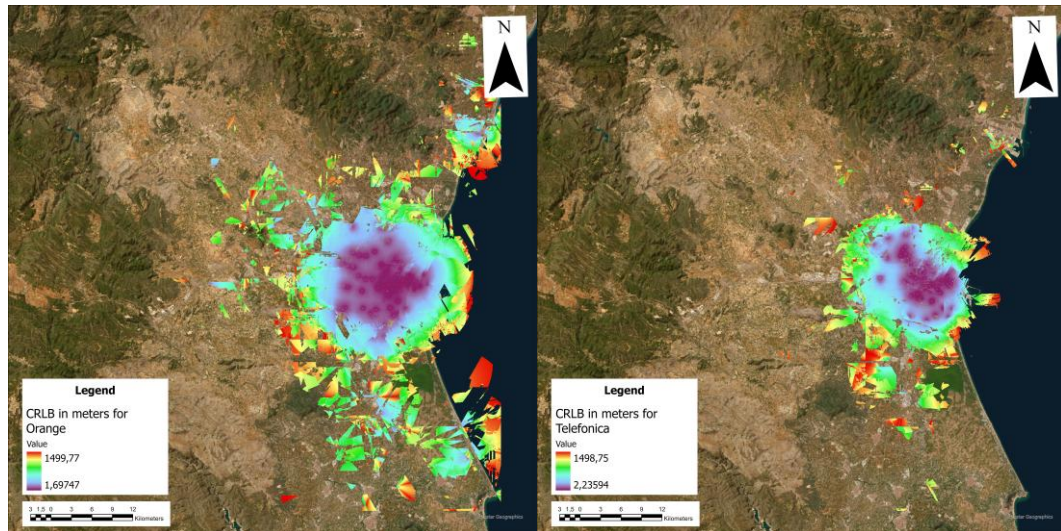 N
Legend
CRLB in meters for
Orange
Value
1499,77
1,69747
3 1,5 0 3 6 9 12
Kilometers
N
Legend
CRLB in meters for
Telefonica
Value
1498,75
2,23594
3 1,5 0 3 6 9 12
Kilometers
Geographics